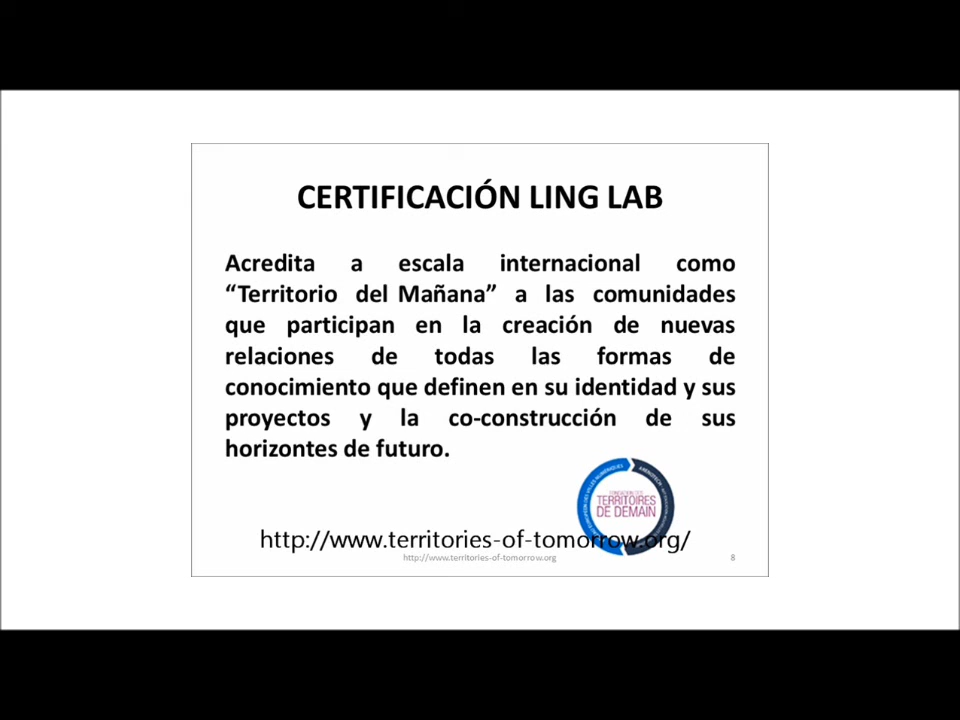 CERTIFICACIÓN LING LAB
Acredita a escala internacional como
“Territorio del Mañana” a las comunidades
que participan en la creación de nuevas
relaciones de todas las formas de
conocimiento que definen en su identidad y sus
proyectos y la co-construcción de sus
horizontes de futuro.
TERRITOIRES
DE DEMAIN
http://www.territories-of-tomorrow.org/
http://www.territories-of-tomorrow.org
8